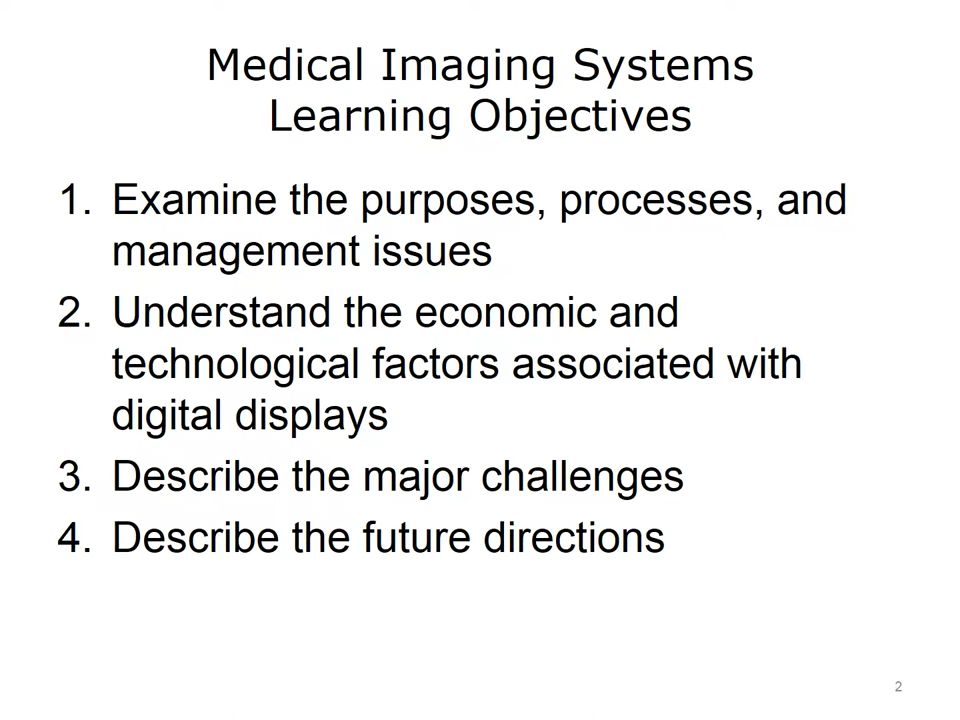 Medical Imaging Systems
Learning Objectives
1. Examine the purposes, processes, and
management issues
2. Understand the economic and
technological factors associated with
digital displays
3. Describe the major challenges
4. Describe the future directions
2